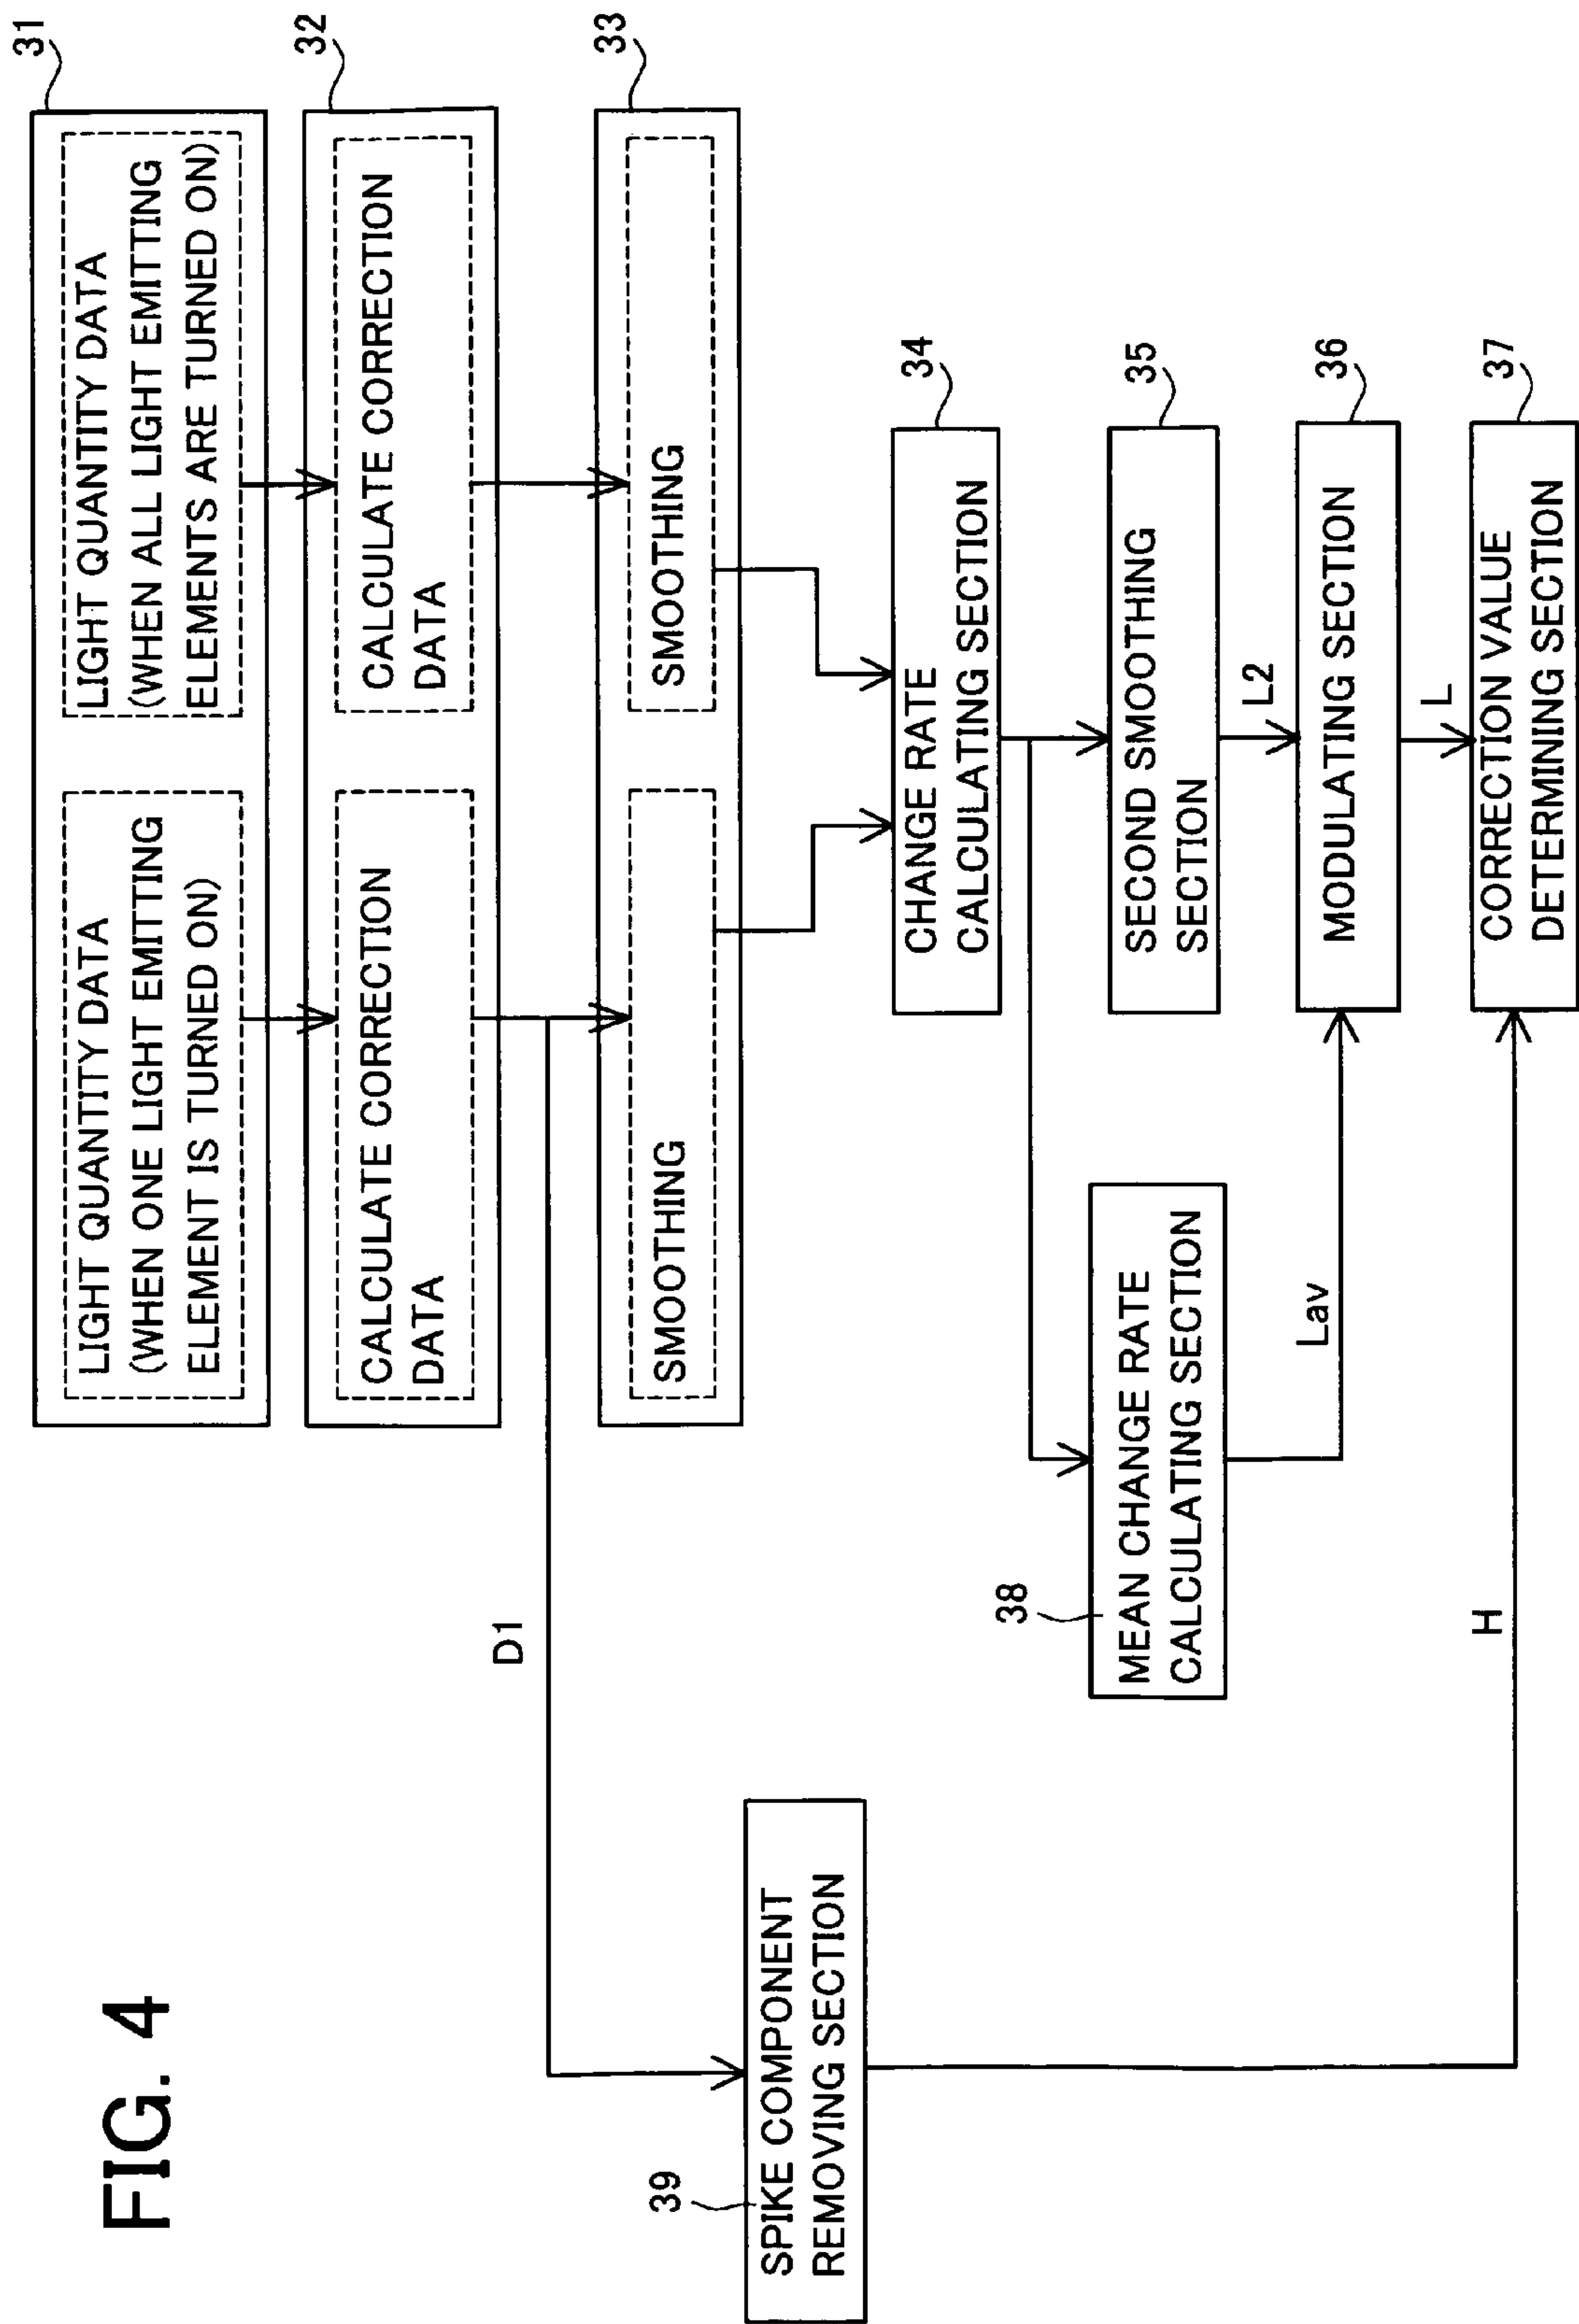 FIG. 4
31
LIGHT QUANTITY DATA
(WHEN ONE LIGHT EMITTING
ELEMENT IS TURNED ON)
LIGHT QUANTITY DATA
(WHEN ALL LIGHT EMITTING
ELEMENTS ARE TURNED ON)
32
CALCULATE CORRECTION
DATA
CALCULATE CORRECTION
DATA
33
SMOOTHING
SMOOTHING
D1
39
SPIKE COMPONENT
REMOVING SECTION
34
CHANGE RATE
CALCULATING SECTION
38
MEAN CHANGE RATE
CALCULATING SECTION
35
SECOND SMOOTHING
SECTION
L2
Lav
36
MODULATING SECTION
L
H
37
CORRECTION VALUE
DETERMINING SECTION